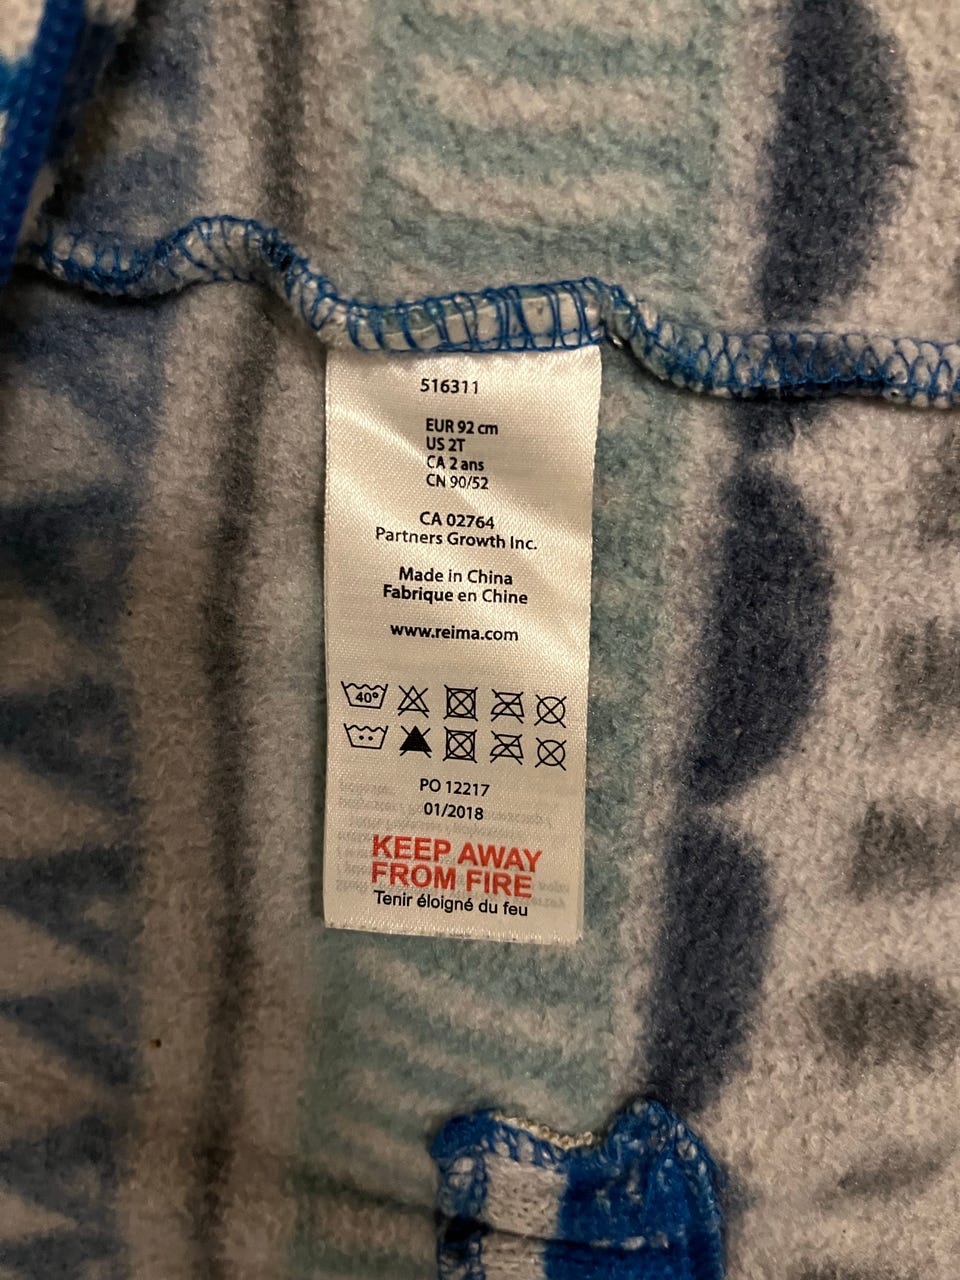 516311
EUR 92 cm
US 2T
CA 2 ans
CN 90/52
CA 02764
Partners Growth Inc.
Made in China
Fabrique en Chine
www.reima.com
40°
PO 12217
01/2018
KEEP AWAY
FROM FIRE
Tenir éloigné du feu